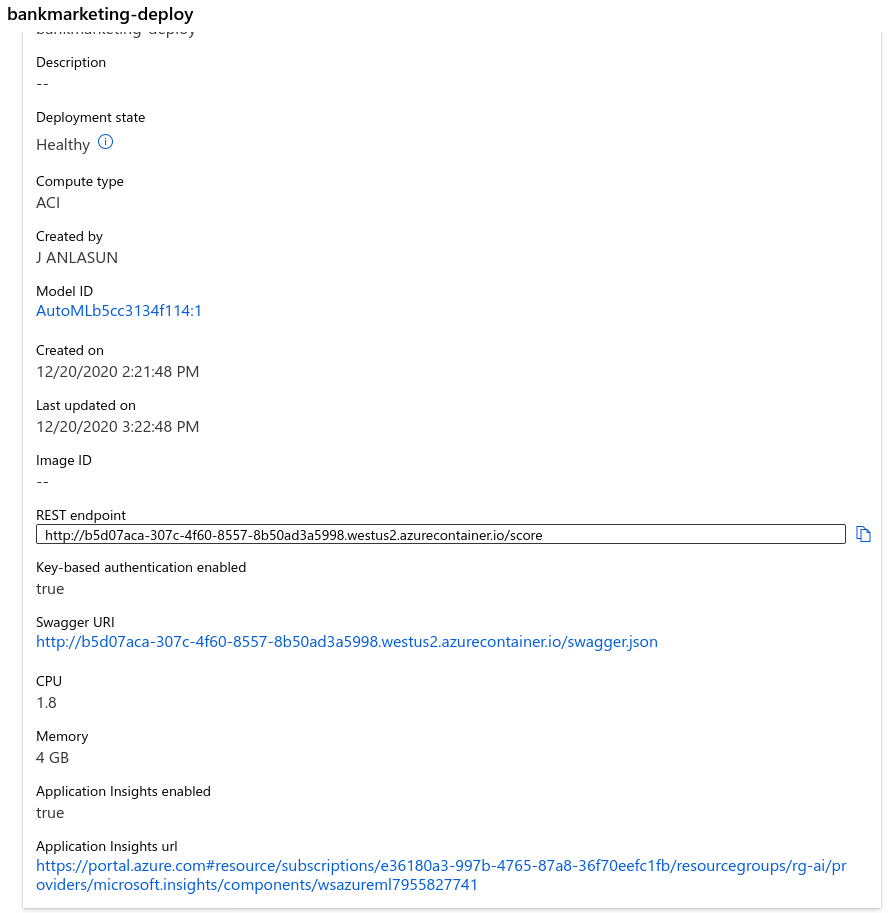 bankmarketing-deploy
bankmarketing-deploy
Description
--
Deployment state
Healthy
Compute type
ACI
Created by
J ANLASUN
Model ID
AutoMLb5cc3134f114:1
Created on
12/20/2020 2:21:48 PM
Last updated on
12/20/2020 3:22:48 PM
Image ID
--
REST endpoint
http://b5d07aca-307c-4f60-8557-8b50ad3a5998.westus2.azurecontainer.io/score
Key-based authentication enabled
true
Swagger URI
http://b5d07aca-307c-4f60-8557-8b50ad3a5998.westus2.azurecontainer.io/swagger.json
CPU
1.8
Memory
4 GB
Application Insights enabled
true
Application Insights url
https://portal.azure.com#resource/subscriptions/e36180a3-997b-4765-87a8-36f70eefc1fb/resourcegroups/rg-ai/pr
oviders/microsoft.insights/components/wsazureml7955827741